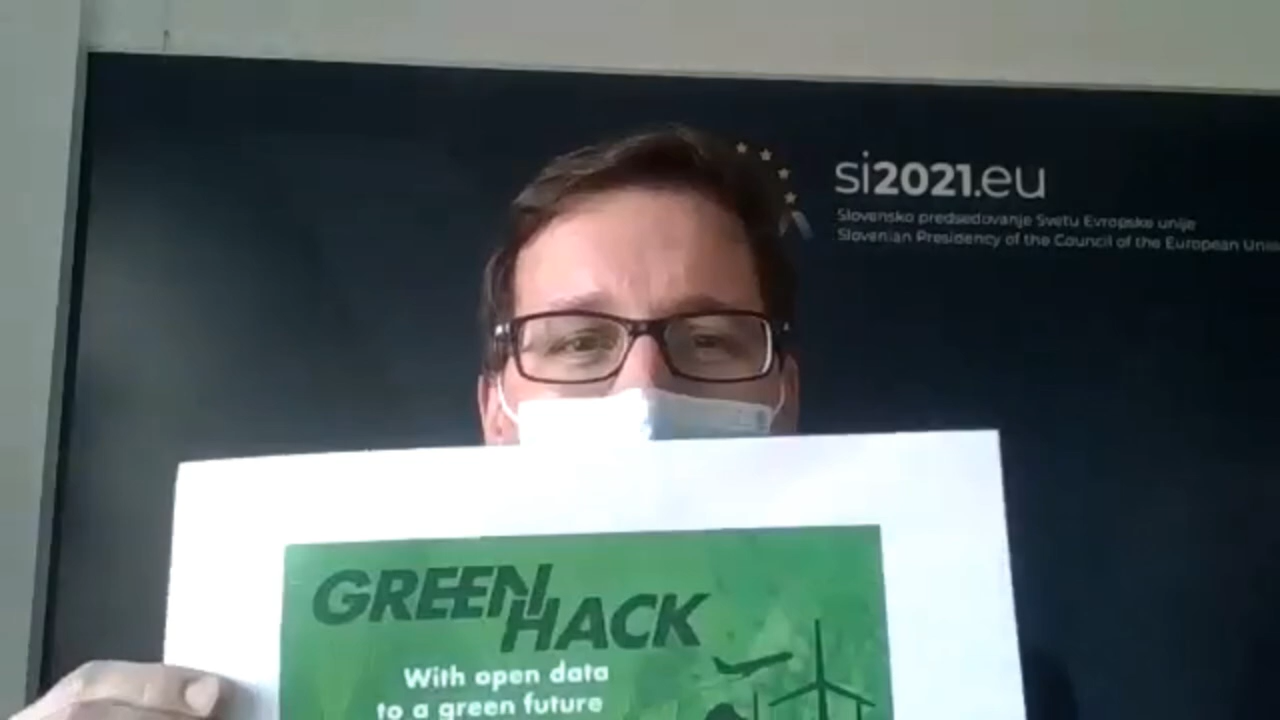 si2021.eu
Slovensko predsedovanje Svetu Evropske unije
Slovenian Presidency of the Council of the European
GREEN
HACK
With open data
to a green future